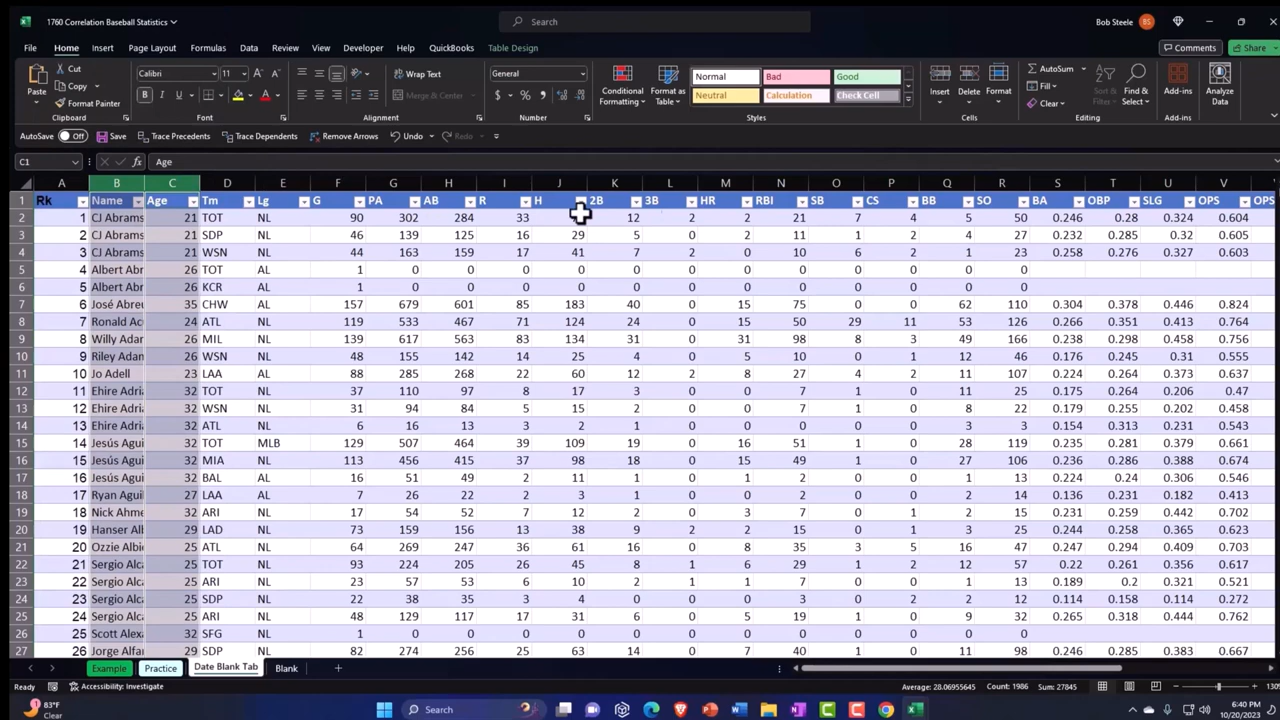 1760 Correlation Baseball Statistics Search Bob Steele BS
File Home Insert Page Layout Formulas Data Review View Automate Developer Help QuickBooks Table Design Comments Share
Paste Cut Copy Format Painter Calibri 11 Wrap Text Merge & Center General Conditional Formatting Format as Table Normal Bad Good Neutral Calculation Check Cell Insert Delete Format AutoSum Fill Clear Sort & Filter Find & Select Add-ins Analyze Data
Clipboard Font Alignment Number Styles Cells Editing Add-ins
AutoSave Off Save Trace Precedents Trace Dependents Remove Arrows Undo Redo
C1 fx Age
A B C D E F G H I J K L M N O P Q R S T U V
1 Rk Name Age Tm Lg G PA AB R H 2B 3B HR RBI SB CS BB SO BA OBP SLG OPS OPS
2 1 CJ Abrams 21 TOT NL 90 302 284 33 12 2 2 21 7 4 5 50 0.246 0.28 0.324 0.604
3 2 CJ Abrams 21 SDP NL 46 139 125 16 29 5 0 2 11 1 2 4 27 0.232 0.285 0.32 0.605
4 3 CJ Abrams 21 WSN NL 44 163 159 17 41 7 2 0 10 6 2 1 23 0.258 0.276 0.327 0.603
5 4 Albert Abr 26 TOT AL 1 0 0 0 0 0 0 0 0 0 0 0 0
6 5 Albert Abr 26 KCR AL 1 0 0 0 0 0 0 0 0 0 0 0 0
7 6 José Abreu 35 CHW AL 157 679 601 85 183 40 0 15 75 0 0 62 110 0.304 0.378 0.446 0.824
8 7 Ronald Ac 24 ATL NL 119 533 467 71 124 24 0 15 50 29 11 53 126 0.266 0.351 0.413 0.764
9 8 Willy Adam 26 MIL NL 139 617 563 83 134 31 0 31 98 8 3 49 166 0.238 0.298 0.458 0.756
10 9 Riley Adam 26 WSN NL 48 155 142 14 25 4 0 5 10 0 1 12 46 0.176 0.245 0.31 0.555
11 10 Jo Adell 23 LAA AL 88 285 268 22 60 12 2 8 27 4 2 11 107 0.224 0.264 0.373 0.637
12 11 Ehire Adri 32 TOT NL 37 110 97 8 17 3 0 0 7 0 0 11 25 0.175 0.264 0.206 0.47
13 12 Ehire Adri 32 WSN NL 31 94 84 5 15 2 0 0 7 0 0 8 22 0.179 0.255 0.202 0.458
14 13 Ehire Adri 32 ATL NL 6 16 13 3 2 1 0 0 0 0 0 3 3 0.154 0.313 0.231 0.543
15 14 Jesús Agui 32 TOT MLB 129 507 464 39 109 19 0 16 51 1 0 28 119 0.235 0.281 0.379 0.661
16 15 Jesús Agui 32 MIA NL 113 456 415 37 98 18 0 15 49 1 0 27 106 0.236 0.286 0.388 0.674
17 16 Jesús Agui 32 BAL AL 16 51 49 2 11 1 0 1 2 0 0 1 13 0.224 0.24 0.306 0.546
18 17 Ryan Agui 27 LAA AL 7 26 22 2 3 1 0 0 0 0 0 2 14 0.136 0.231 0.182 0.413
19 18 Nick Ahme 32 ARI NL 17 54 52 7 12 2 0 3 7 0 1 2 15 0.231 0.259 0.442 0.702
20 19 Hanser Alb 29 LAD NL 73 159 156 13 38 9 2 2 15 0 1 3 25 0.244 0.258 0.365 0.623
21 20 Ozzie Albi 25 ATL NL 64 269 247 36 61 16 0 8 35 3 5 16 47 0.247 0.294 0.409 0.703
22 21 Sergio Alca 25 TOT NL 93 224 205 26 45 8 1 6 29 1 2 12 57 0.22 0.266 0.361 0.617
23 22 Sergio Alca 25 ARI NL 23 57 53 6 10 2 1 1 3 0 0 1 13 0.189 0.2 0.321 0.521
24 23 Sergio Alca 25 SDP NL 22 38 35 3 4 0 0 0 7 0 2 2 12 0.114 0.158 0.114 0.272
25 24 Sergio Alca 25 ARI NL 48 129 117 17 31 6 0 5 19 1 0 9 32 0.265 0.318 0.444 0.762
26 25 Scott Alex 32 SFG NL 1 0 0 0 0 0 0 0 0 0 0 0 0
27 26 Jorge Alfa 29 SDP NL 82 274 256 25 63 14 0 7 40 1 0 11 98 0.246 0.285 0.383 0.667
Example Practice Date Blank Tab Blank
Ready Accessibility: Investigate Average: 28.06955645 Count: 1986 Sum: 27845
83°F Clear Search 6:40 PM 10/20/2023